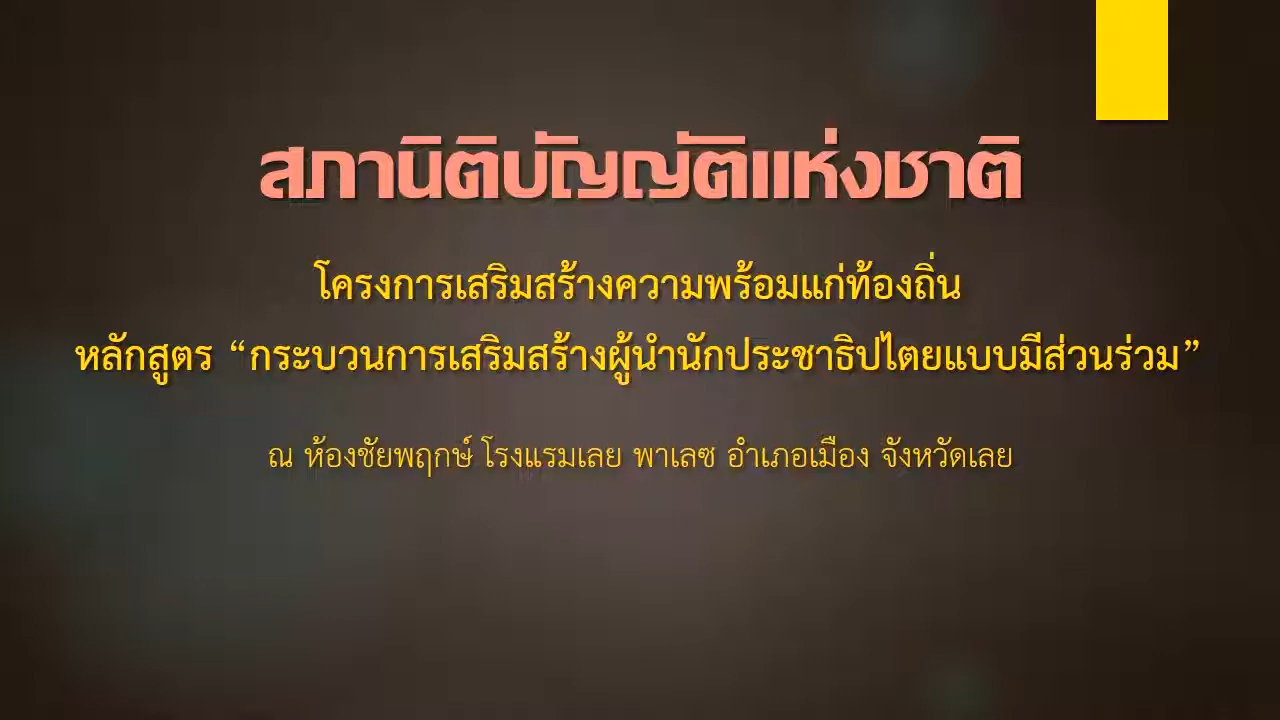 สภานิติบัญญัติแห่งชาติ
โครงการเสริมสร้างความพร้อมแก่ท้องถิ่น
หลักสูตร “กระบวนการเสริมสร้างผู้นำนักประชาธิปไตยแบบมีส่วนร่วม”
ณ ห้องชัยพฤกษ์ โรงแรมเลย พาเลซ อำเภอเมือง จังหวัดเลย